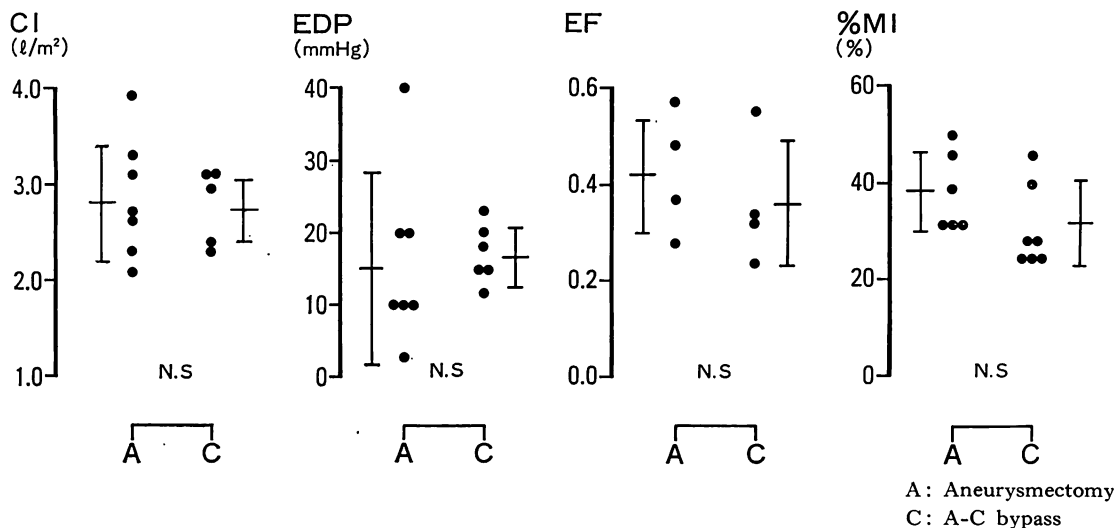 CI
(ℓ/m²)
4.0
3.0
2.0
1.0
N.S
A C
EDP
(mmHg)
40
30
20
10
0
N.S
A C
EF
0.6
0.4
0.2
0.0
N.S
A C
%MI
(%)
60
40
20
0
N.S
A C
A: Aneurysmectomy
C: A-C bypass